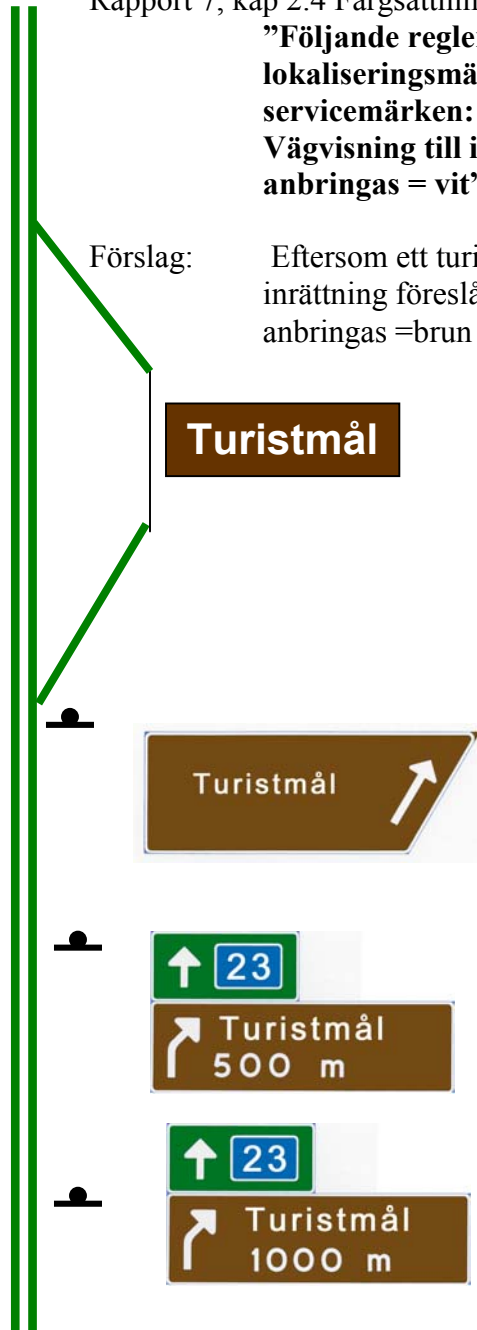 Rapport 7, kap 2.4 Färgsättnin
”Följande regle
lokaliseringsmä
servicemärken:
Vägvisning till i
anbringas = vit”
Förslag: Eftersom ett turi
inrättning föreslå
anbringas =brun
Turistmål
Turistmål
23
Turistmål
500 m
23
Turistmål
1000 m